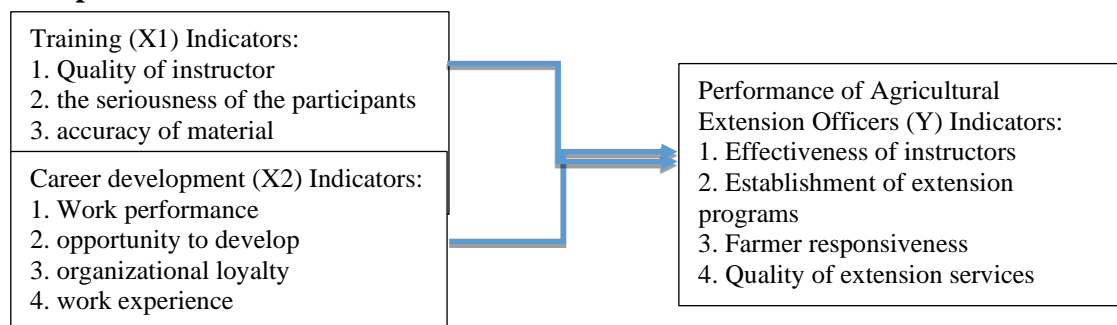 Training (X1) Indicators:
1. Quality of instructor
2. the seriousness of the participants
3. accuracy of material
Career development (X2) Indicators:
1. Work performance
2. opportunity to develop
3. organizational loyalty
4. work experience
Performance of Agricultural
Extension Officers (Y) Indicators:
1. Effectiveness of instructors
2. Establishment of extension
programs
3. Farmer responsiveness
4. Quality of extension services